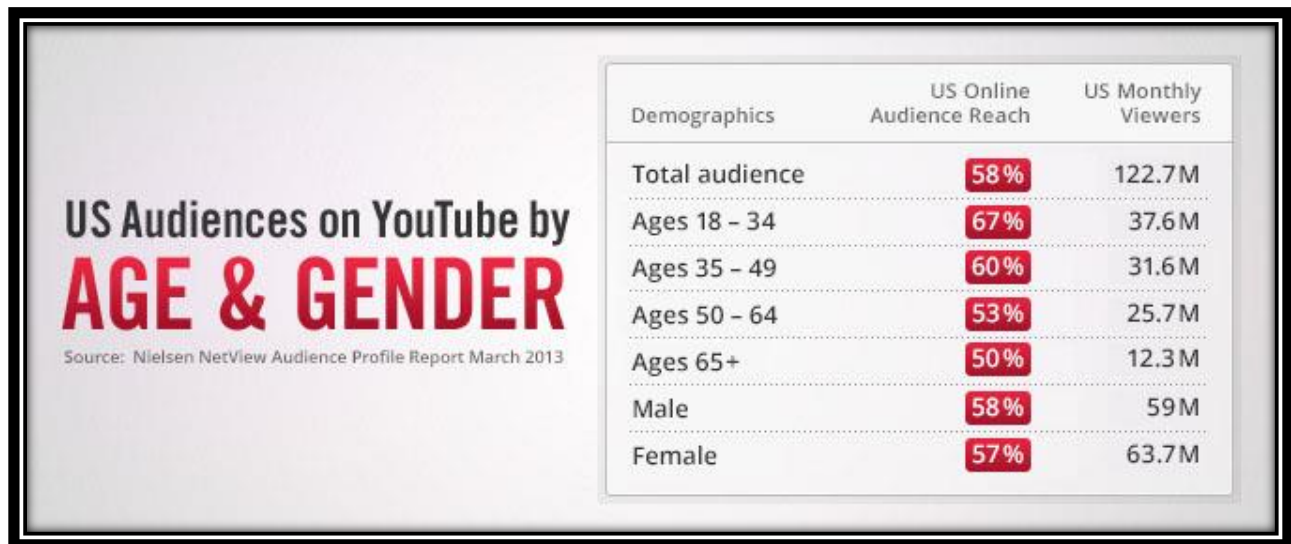 US Audiences on YouTube by
AGE & GENDER
Source: Nielsen NetView Audience Profile Report March 2013
Demographics US Online Audience Reach US Monthly Viewers
Total audience 58% 122.7M
Ages 18 – 34 67% 37.6M
Ages 35 – 49 60% 31.6M
Ages 50 – 64 53% 25.7M
Ages 65+ 50% 12.3M
Male 58% 59M
Female 57% 63.7M